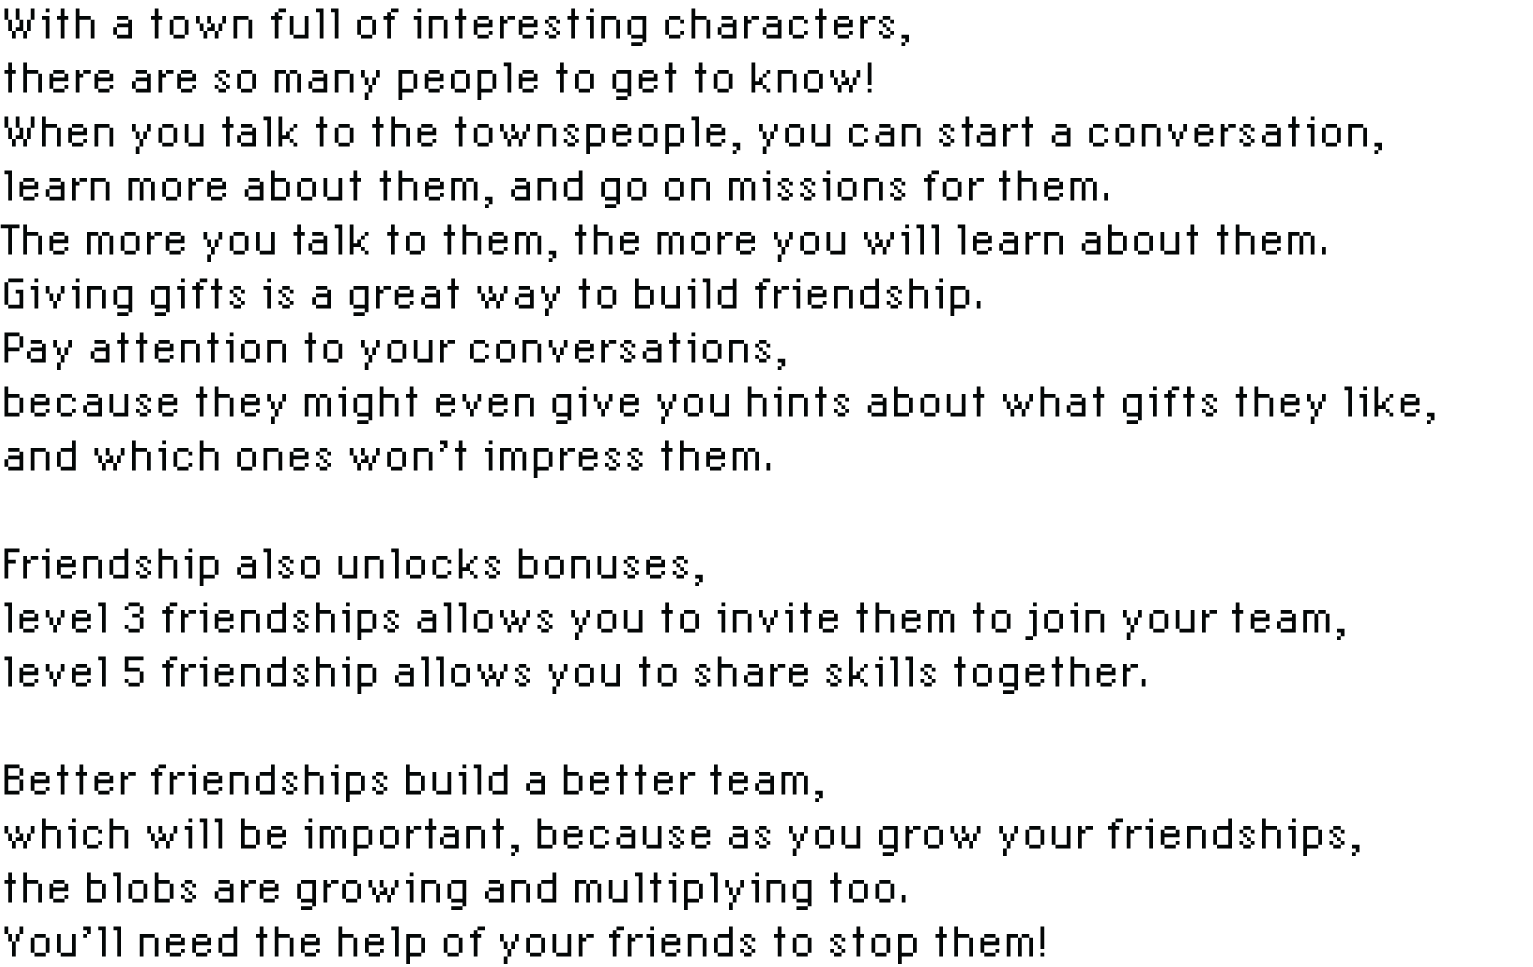 With a town full of interesting characters,
there are so many people to get to know!
When you talk to the townspeople, you can start a conversation,
learn more about them, and go on missions for them.
The more you talk to them, the more you will learn about them.
Giving gifts is a great way to build friendship.
Pay attention to your conversations,
because they might even give you hints about what gifts they like,
and which ones won't impress them.
Friendship also unlocks bonuses,
level 3 friendships allows you to invite them to join your team,
level 5 friendship allows you to share skills together.
Better friendships build a better team,
which will be important, because as you grow your friendships,
the blobs are growing and multiplying too.
You'll need the help of your friends to stop them!